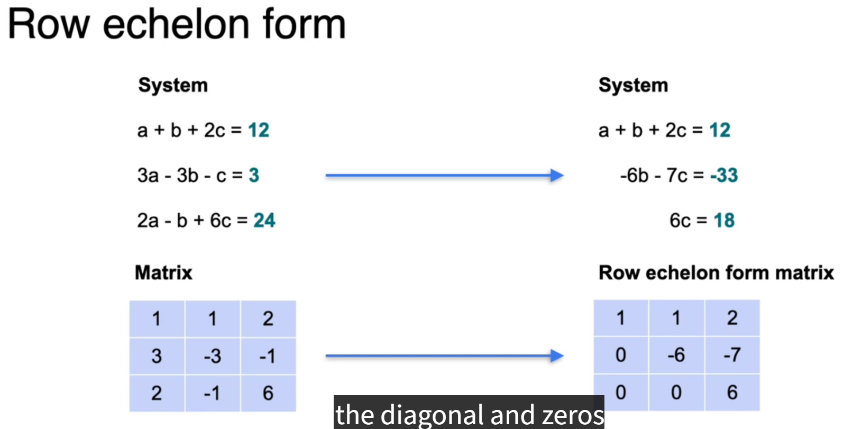 Row echelon form
System
a + b + 2c = 12
3a - 3b - c = 3
2a - b + 6c = 24
System
a + b + 2c = 12
-6b - 7c = -33
6c = 18
Matrix
1 1 2
3 -3 -1
2 -1 6
Row echelon form matrix
1 1 2
0 -6 -7
0 0 6
the diagonal and zeros